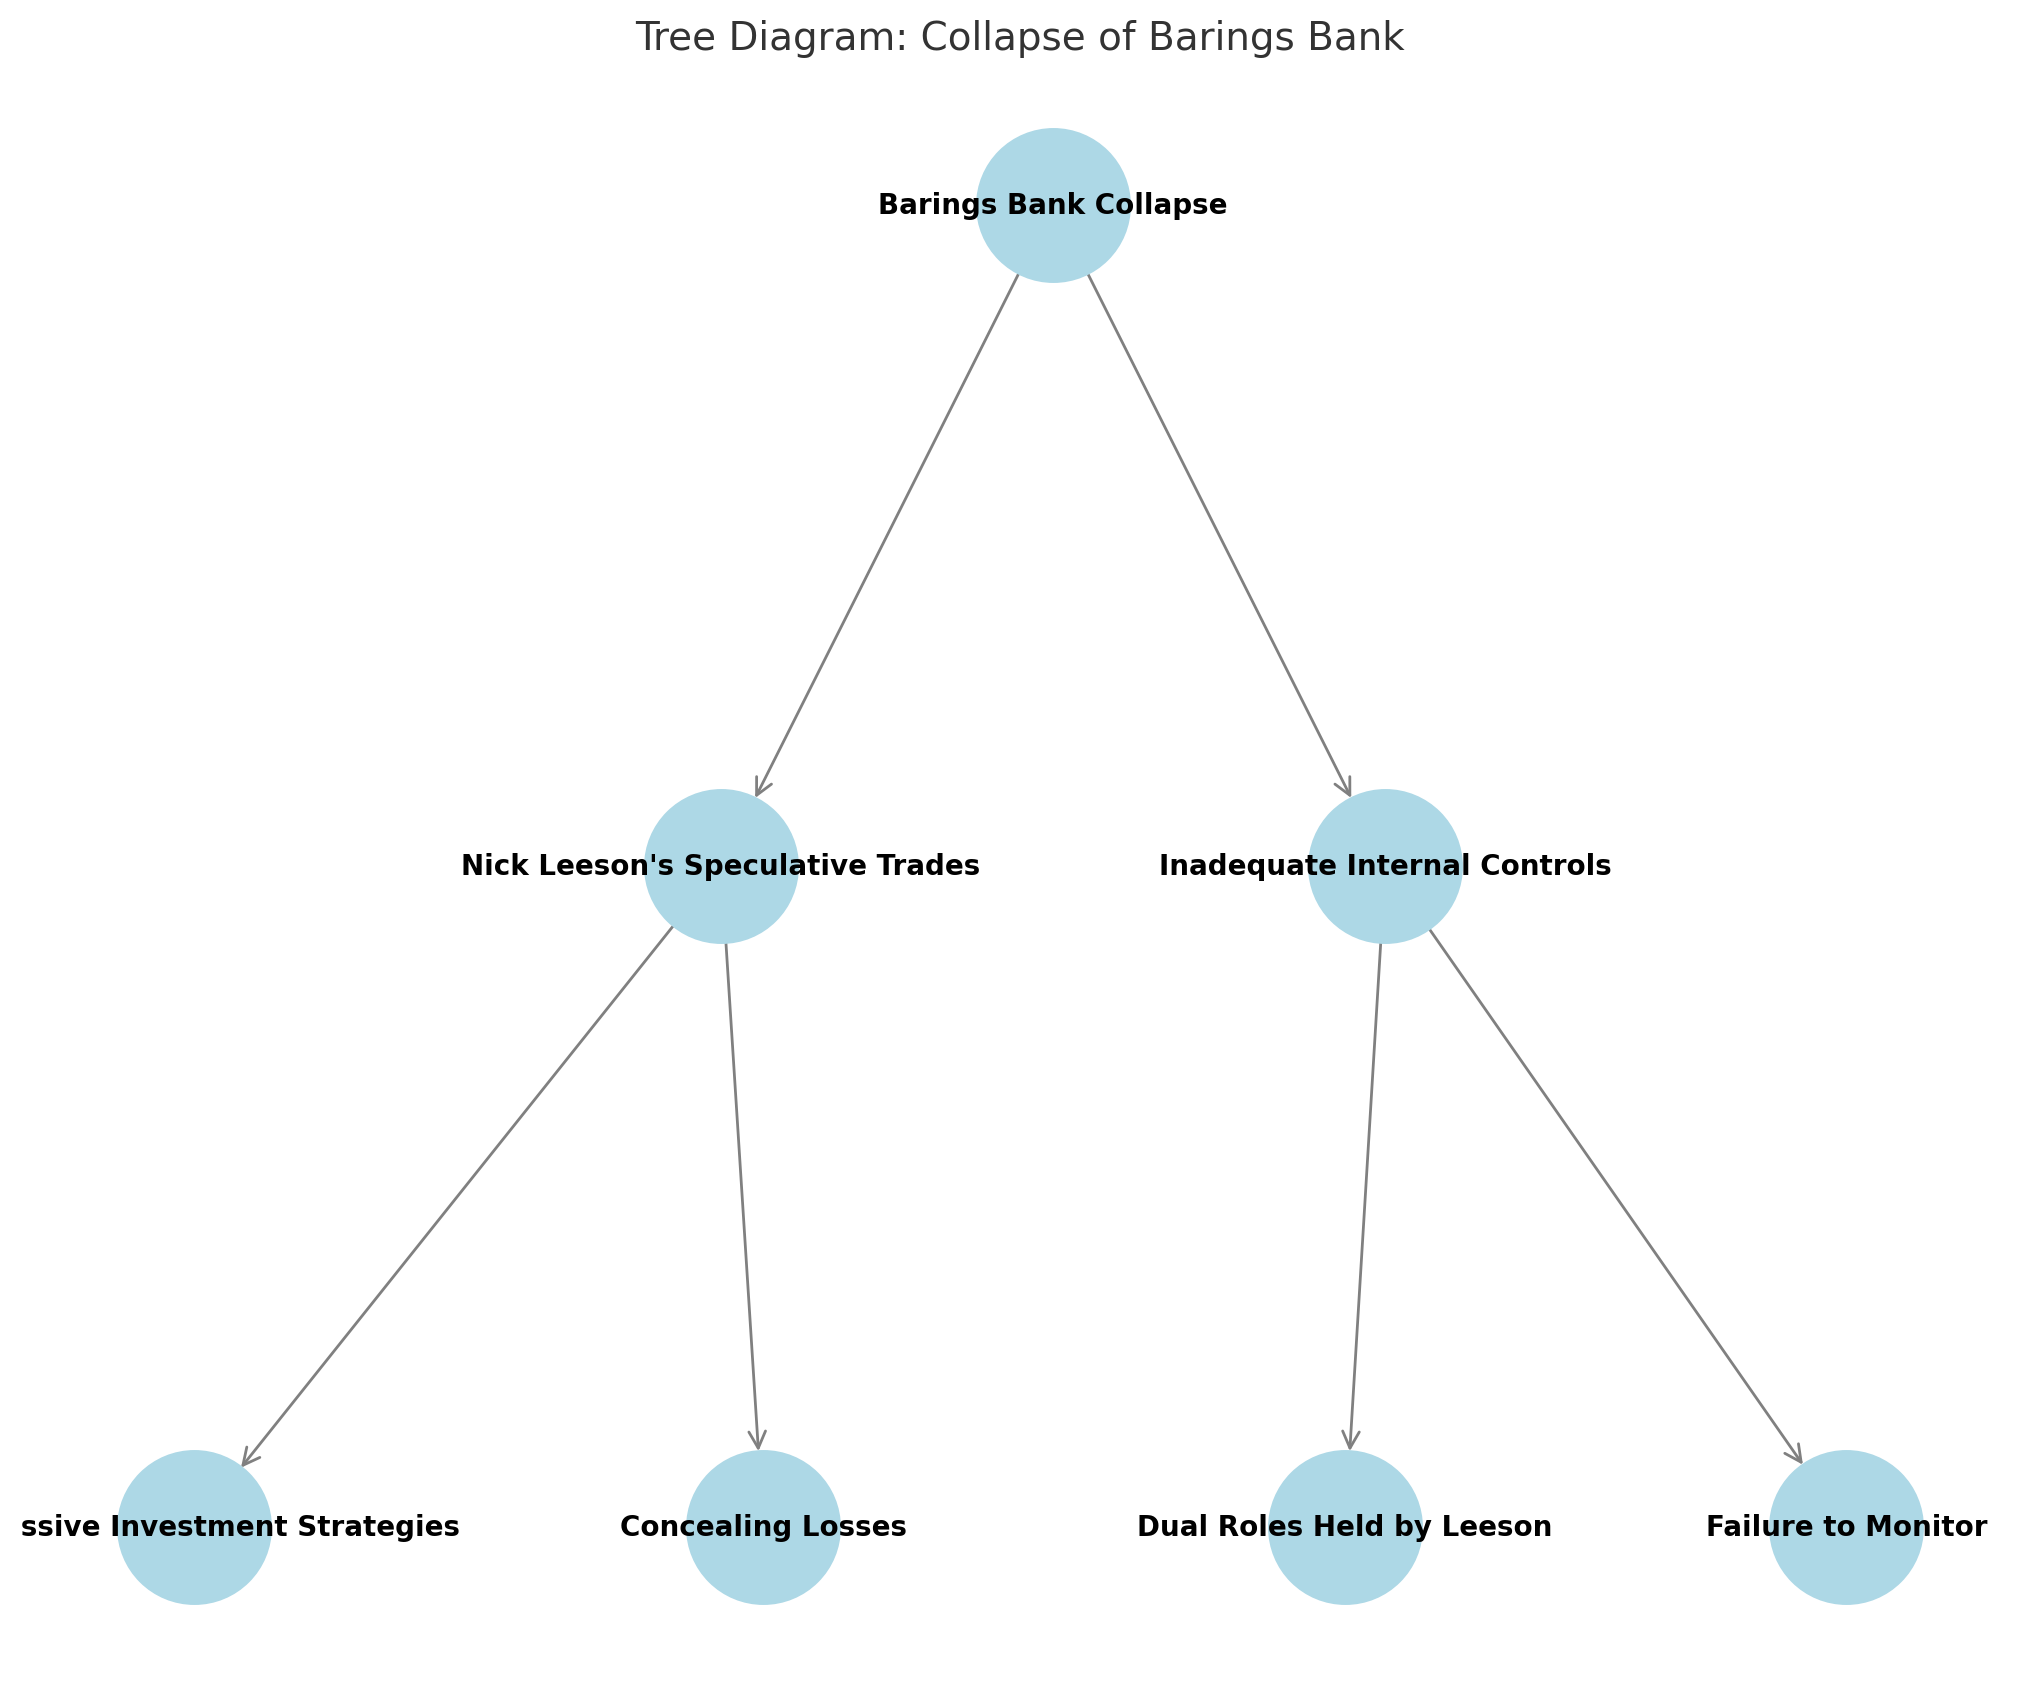 Tree Diagram: Collapse of Barings Bank
Barings Bank Collapse
Nick Leeson's Speculative Trades
Inadequate Internal Controls
ssive Investment Strategies
Concealing Losses
Dual Roles Held by Leeson
Failure to Monitor